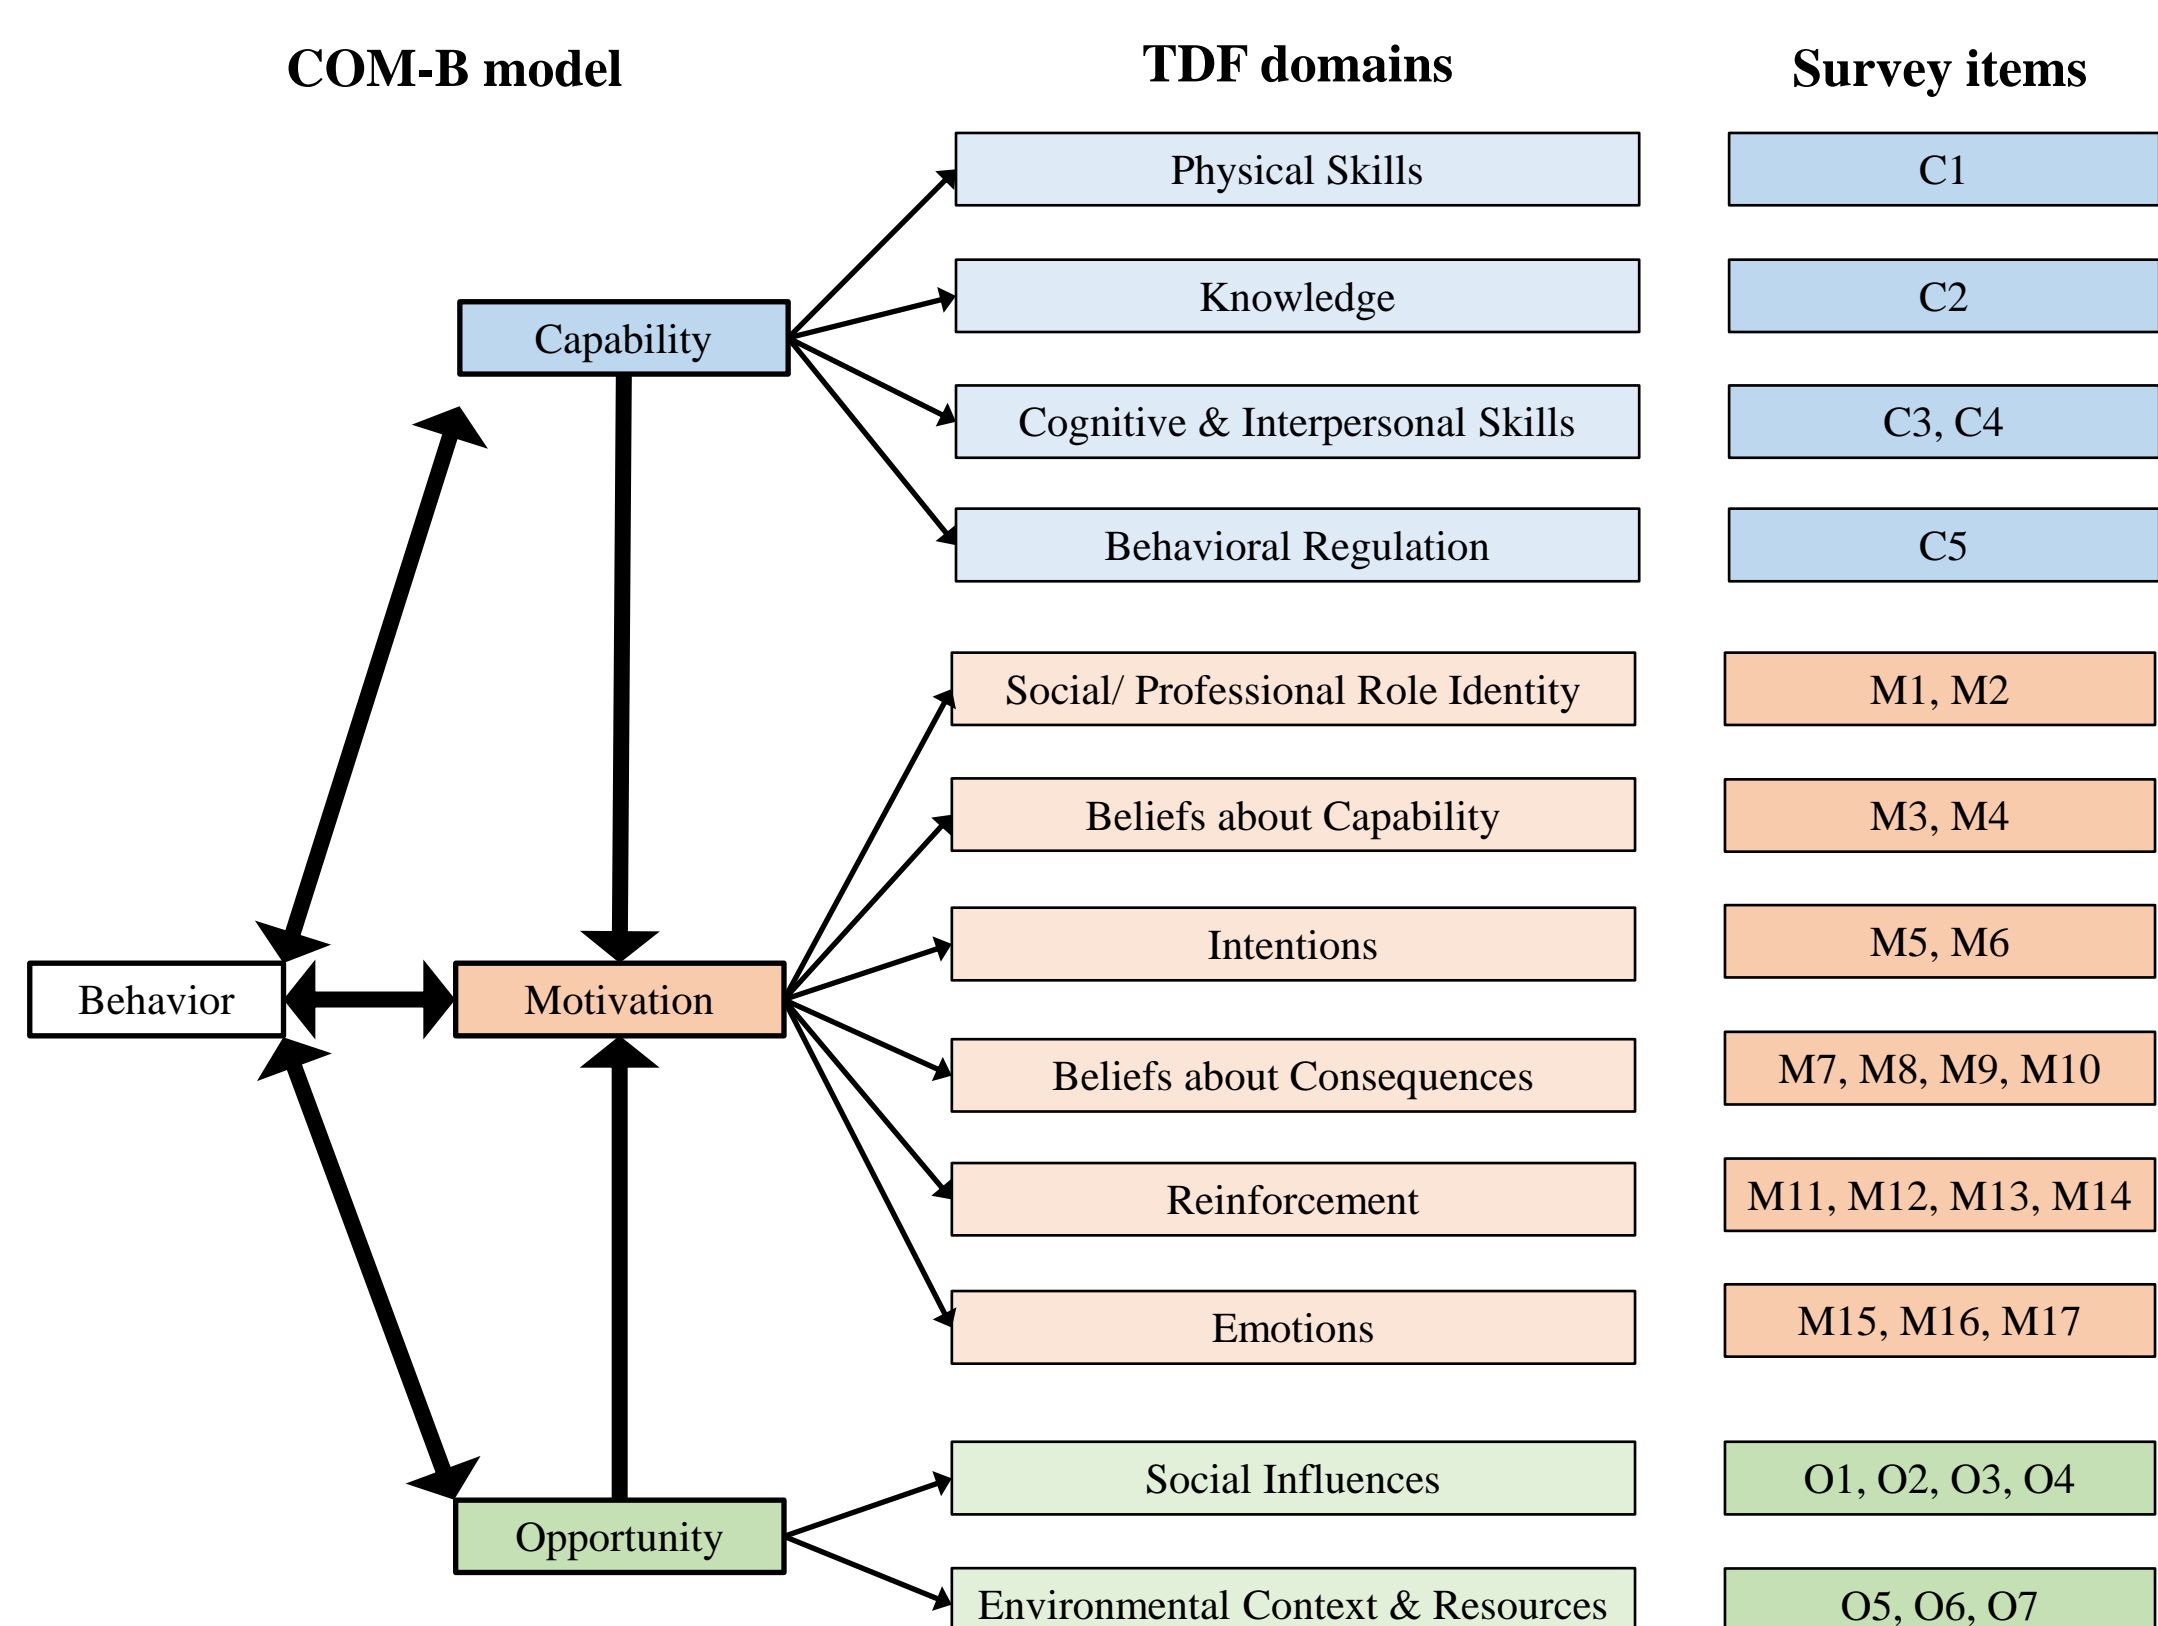 COM-B model
TDF domains
Survey items
Physical Skills
C1
Knowledge
C2
Capability
Cognitive & Interpersonal Skills
C3, C4
Behavioral Regulation
C5
Social/ Professional Role Identity
M1, M2
Beliefs about Capability
M3, M4
Intentions
M5, M6
Behavior
Motivation
Beliefs about Consequences
M7, M8, M9, M10
Reinforcement
M11, M12, M13, M14
Emotions
M15, M16, M17
Social Influences
O1, O2, O3, O4
Opportunity
Environmental Context & Resources
O5, O6, O7